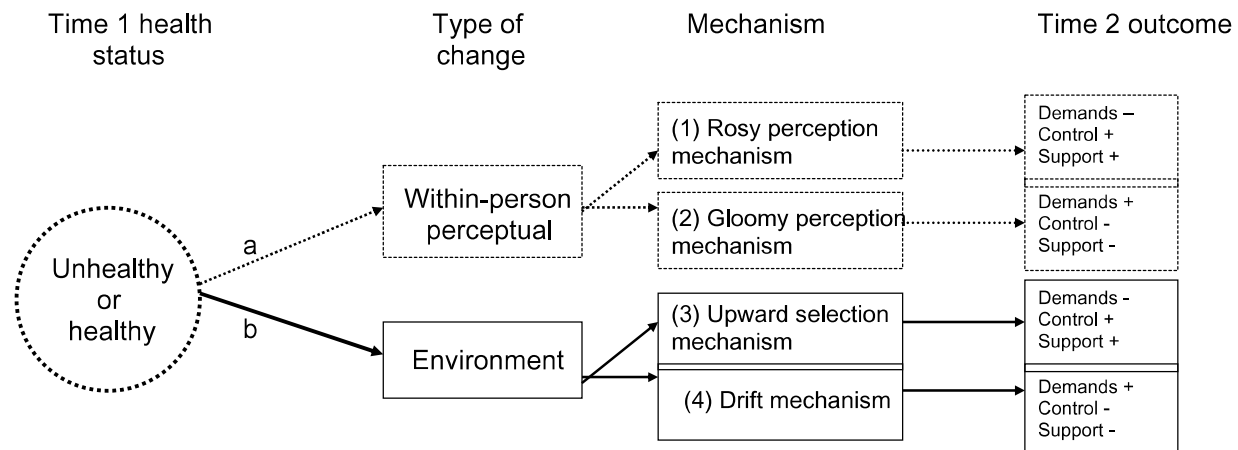 Time 1 health
status
Type of
change
Mechanism
Time 2 outcome
Unhealthy
or
healthy
a
b
Within-person
perceptual
Environment
(1) Rosy perception
mechanism
(2) Gloomy perception
mechanism
(3) Upward selection
mechanism
(4) Drift mechanism
Demands –
Control +
Support +
Demands +
Control -
Support -
Demands -
Control +
Support +
Demands +
Control -
Support -